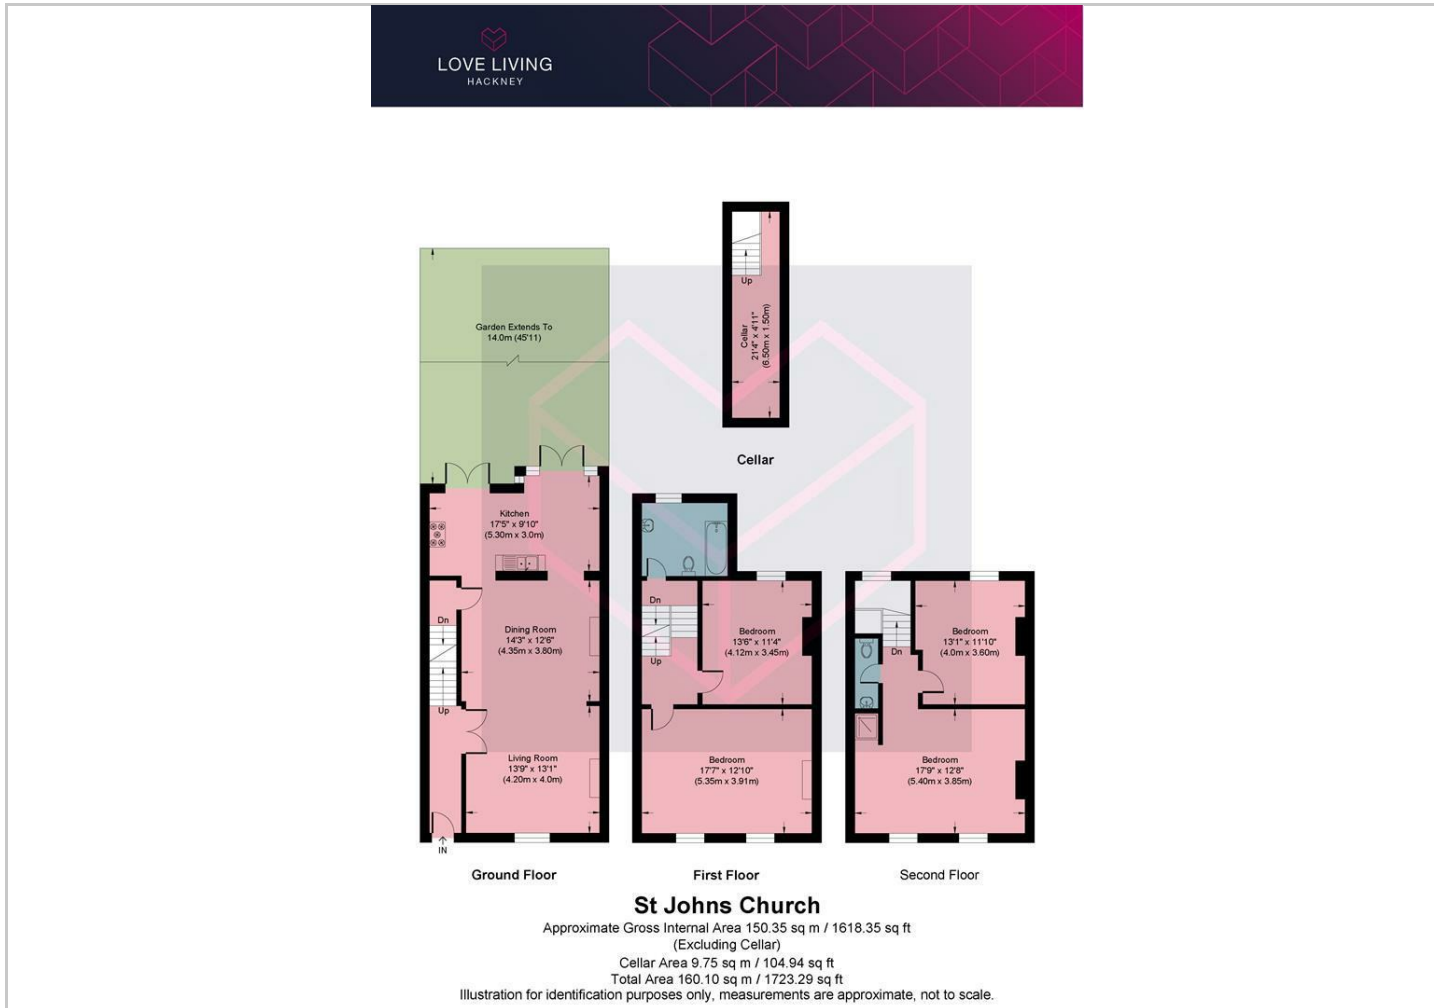 LOVE LIVING
HACKNEY
Up
Cellar
21'4" x 4'11"
(6.50m x 1.50m)
Cellar
Garden Extends To
14.0m (45'11)
Kitchen
17'5" x 9'10"
(5.30m x 3.0m)
Dn
Dining Room
14'3" x 12'6"
(4.35m x 3.80m)
Up
Living Room
13'9" x 13'1"
(4.20m x 4.0m)
IN
Ground Floor
Dn
Up
Bedroom
13'6" x 11'4"
(4.12m x 3.45m)
Bedroom
17'7" x 12'10"
(5.35m x 3.91m)
First Floor
Bedroom
13'1" x 11'10"
(4.0m x 3.60m)
Dn
Bedroom
17'9" x 12'8"
(5.40m x 3.85m)
Second Floor
St Johns Church
Approximate Gross Internal Area 150.35 sq m / 1618.35 sq ft
(Excluding Cellar)
Cellar Area 9.75 sq m / 104.94 sq ft
Total Area 160.10 sq m / 1723.29 sq ft
Illustration for identification purposes only, measurements are approximate, not to scale.